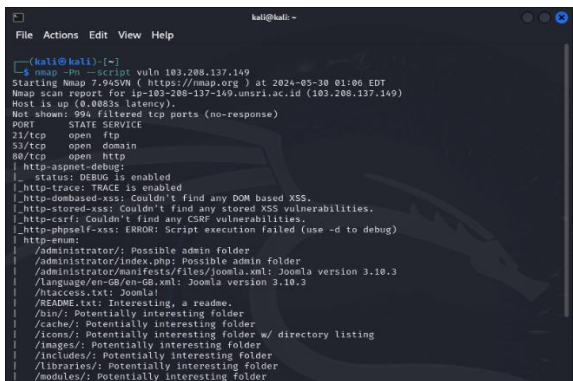 kali@kali: ~
File Actions Edit View Help
(kali㉿kali)-[~]
$ nmap -Pn --script vuln 103.208.137.149
Starting Nmap 7.94SVN ( https://nmap.org ) at 2024-05-30 01:06 EDT
Nmap scan report for ip-103-208-137-149.unsri.ac.id (103.208.137.149)
Host is up (0.0083s latency).
Not shown: 994 filtered tcp ports (no-response)
PORT STATE SERVICE
21/tcp open ftp
53/tcp open domain
80/tcp open http
| http-aspnet-debug:
|_ status: DEBUG is enabled
|_http-trace: TRACE is enabled
|_http-dombased-xss: Couldn't find any DOM based XSS.
|_http-stored-xss: Couldn't find any stored XSS vulnerabilities.
|_http-csrf: Couldn't find any CSRF vulnerabilities.
|_http-phpself-xss: ERROR: Script execution failed (use -d to debug)
| http-enum:
| /administrator/: Possible admin folder
| /administrator/index.php: Possible admin folder
| /administrator/manifests/files/joomla.xml: Joomla version 3.10.3
| /language/en-GB/en-GB.xml: Joomla version 3.10.3
| /htaccess.txt: Joomla!
| /README.txt: Interesting, a readme.
| /bin/: Potentially interesting folder
| /cache/: Potentially interesting folder
| /icons/: Potentially interesting folder w/ directory listing
| /images/: Potentially interesting folder
| /includes/: Potentially interesting folder
| /libraries/: Potentially interesting folder
| /modules/: Potentially interesting folder